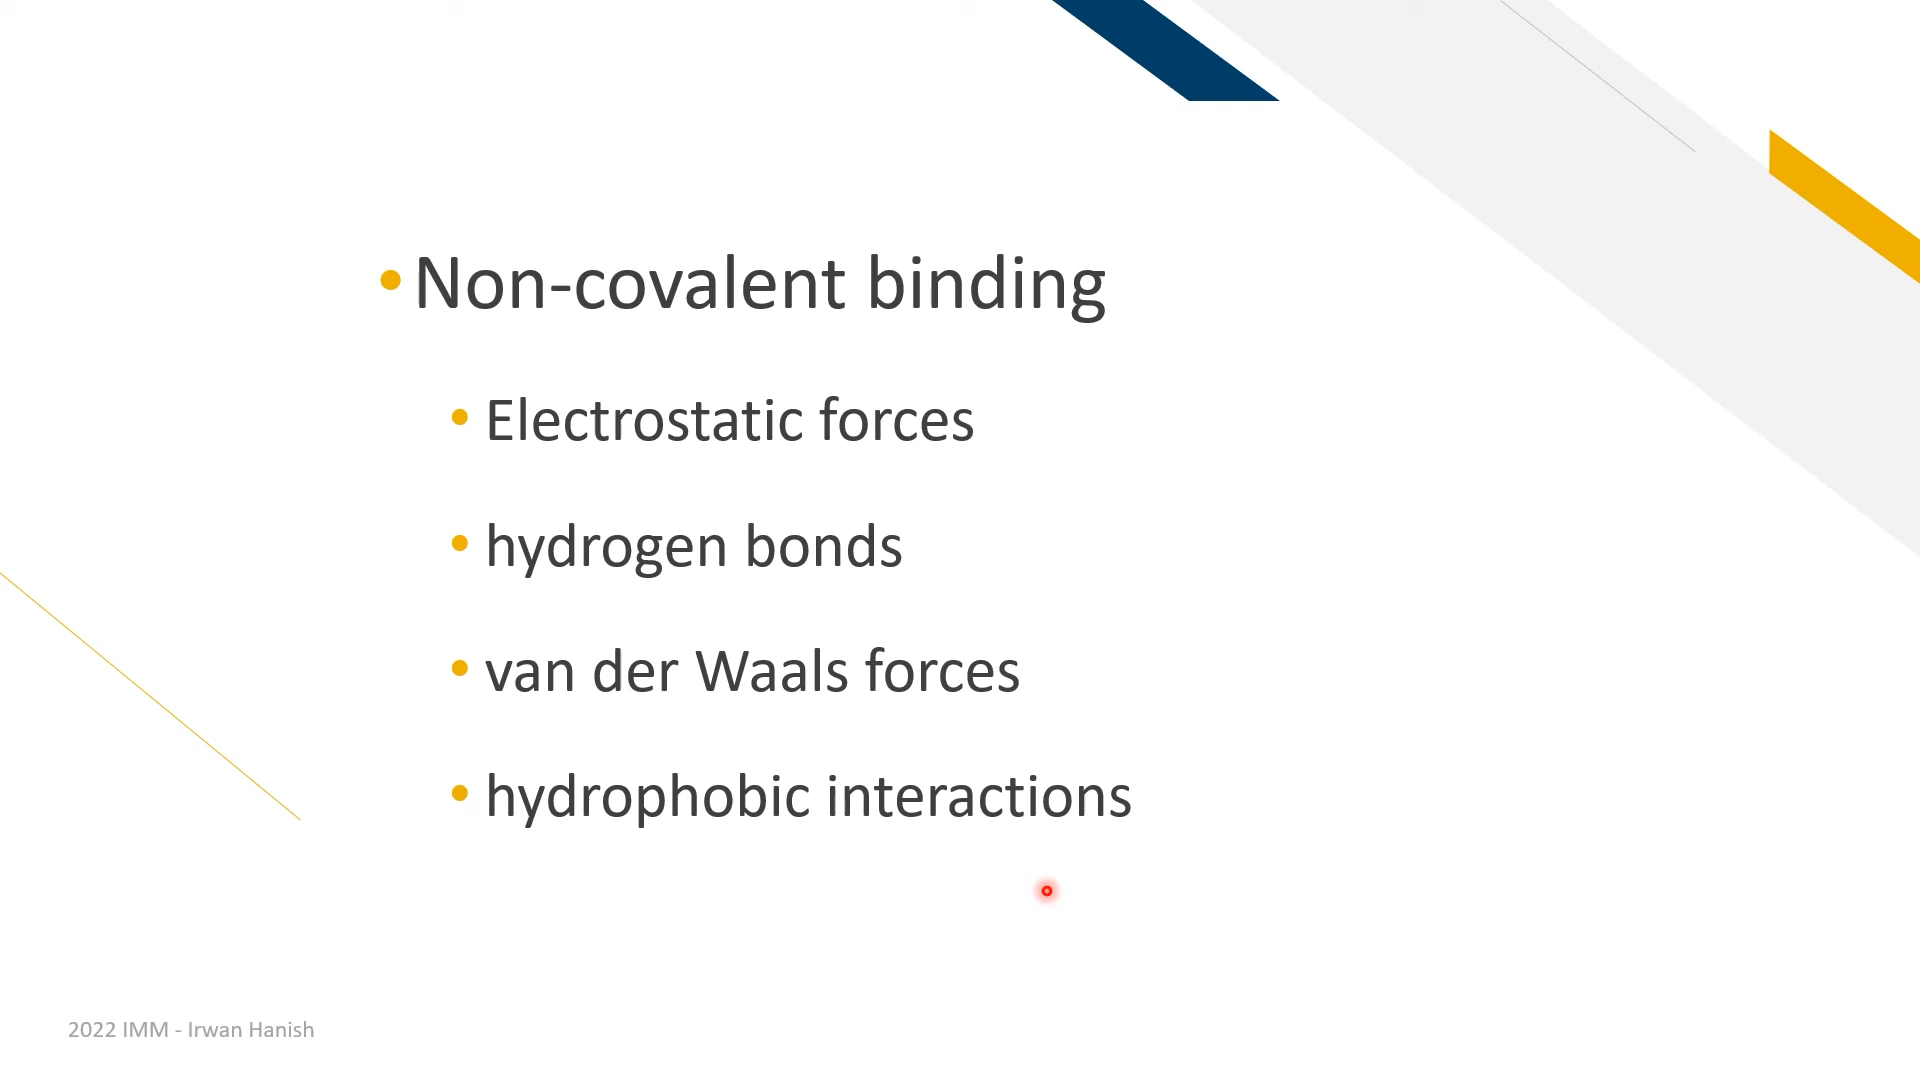 • Non-covalent binding
• Electrostatic forces
• hydrogen bonds
• van der Waals forces
• hydrophobic interactions
2022 IMM - Irwan Hanish